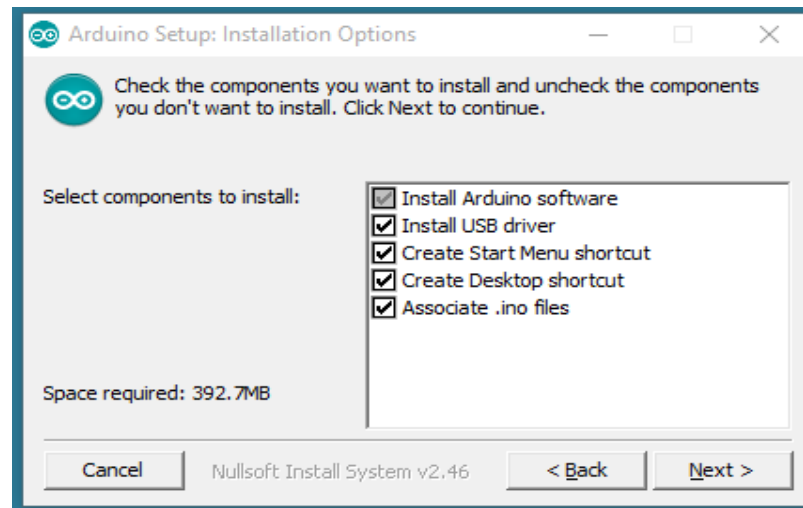 Arduino Setup: Installation Options
Check the components you want to install and uncheck the components
you don't want to install. Click Next to continue.
Select components to install:
Install Arduino software
Install USB driver
Create Start Menu shortcut
Create Desktop shortcut
Associate .ino files
Space required: 392.7MB
Cancel
Nullsoft Install System v2.46
< Back
Next >